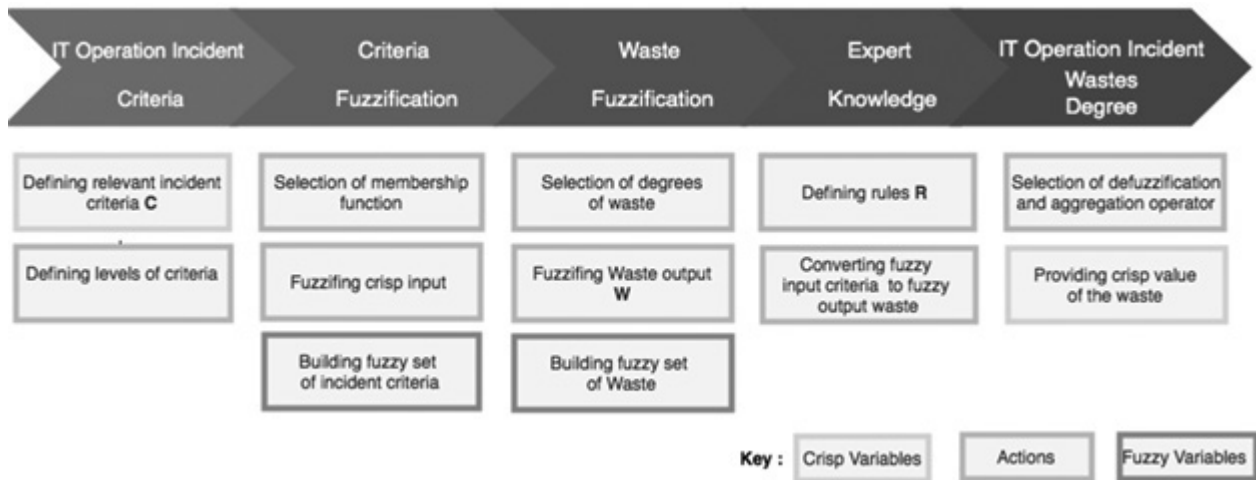 IT Operation Incident
Criteria
Criteria
Fuzzification
Waste
Fuzzification
Expert
Knowledge
IT Operation Incident
Wastes
Degree
Defining relevant incident
criteria C
Defining levels of criteria
Selection of membership
function
Fuzzifing crisp input
Building fuzzy set
of incident criteria
Selection of degrees
of waste
Fuzzifing Waste output
W
Building fuzzy set
of Waste
Defining rules R
Converting fuzzy
input criteria to fuzzy
output waste
Selection of defuzzification
and aggregation operator
Providing crisp value
of the waste
Key :
Crisp Variables
Actions
Fuzzy Variables